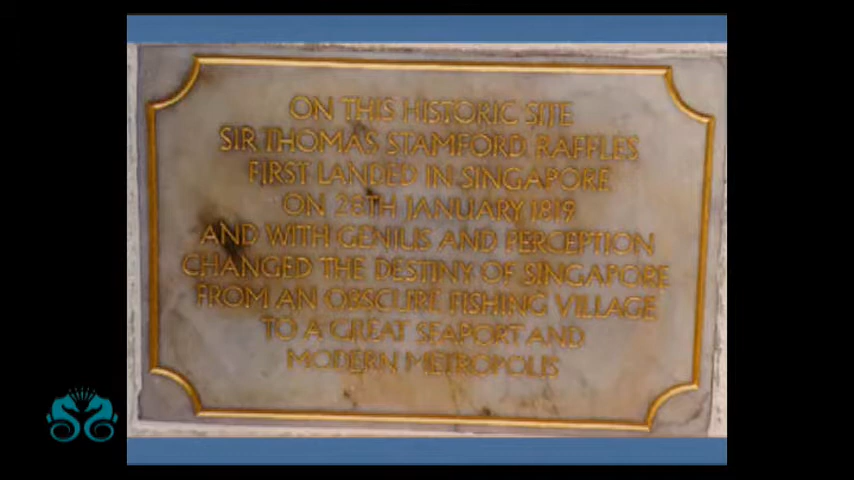 ON THIS HISTORIC SITE
SIR THOMAS STAMFORD RAFFLES
FIRST LANDED IN SINGAPORE
ON 28TH JANUARY 1819
AND WITH GENIUS AND PERCEPTION
CHANGED THE DESTINY OF SINGAPORE
FROM AN OBSCURE FISHING VILLAGE
TO A GREAT SEAPORT AND
MODERN METROPOLIS